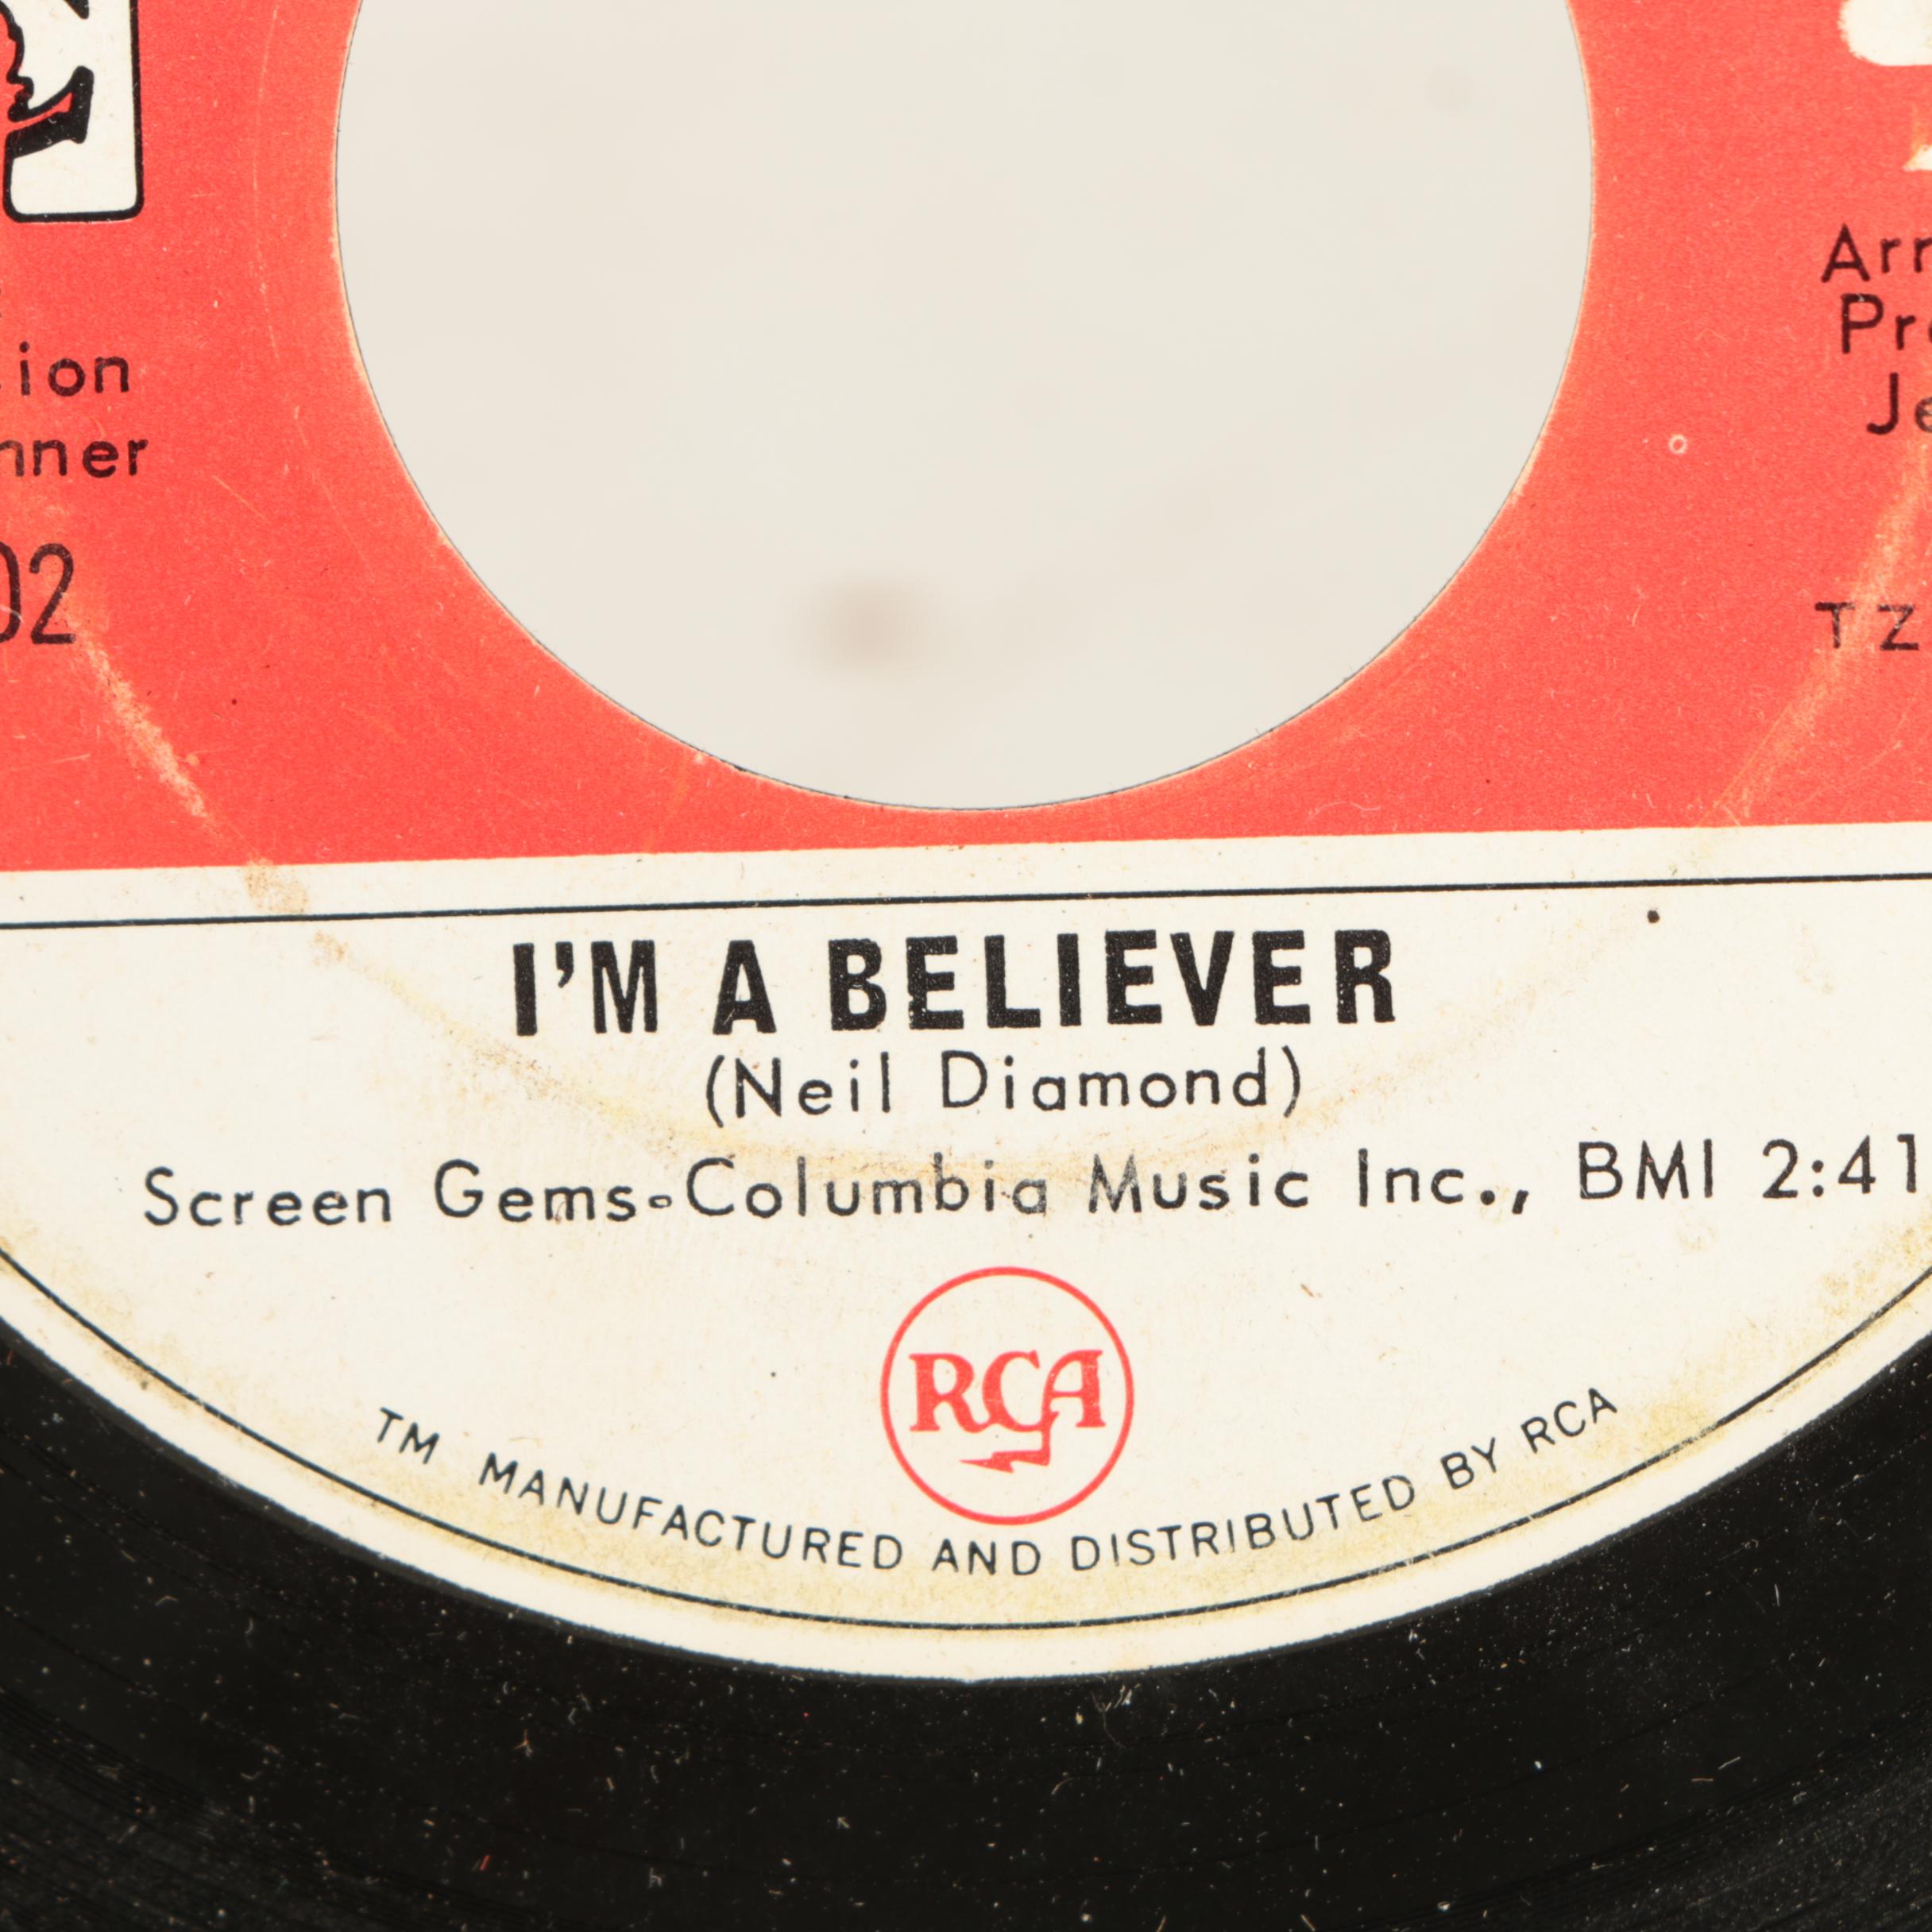 Arr
Pro
Je
ion
nner
02
TZ
I'M A BELIEVER
(Neil Diamond)
Screen Gems-Columbia Music Inc., BMI 2:41
RCA
TM MANUFACTURED AND DISTRIBUTED BY RCA